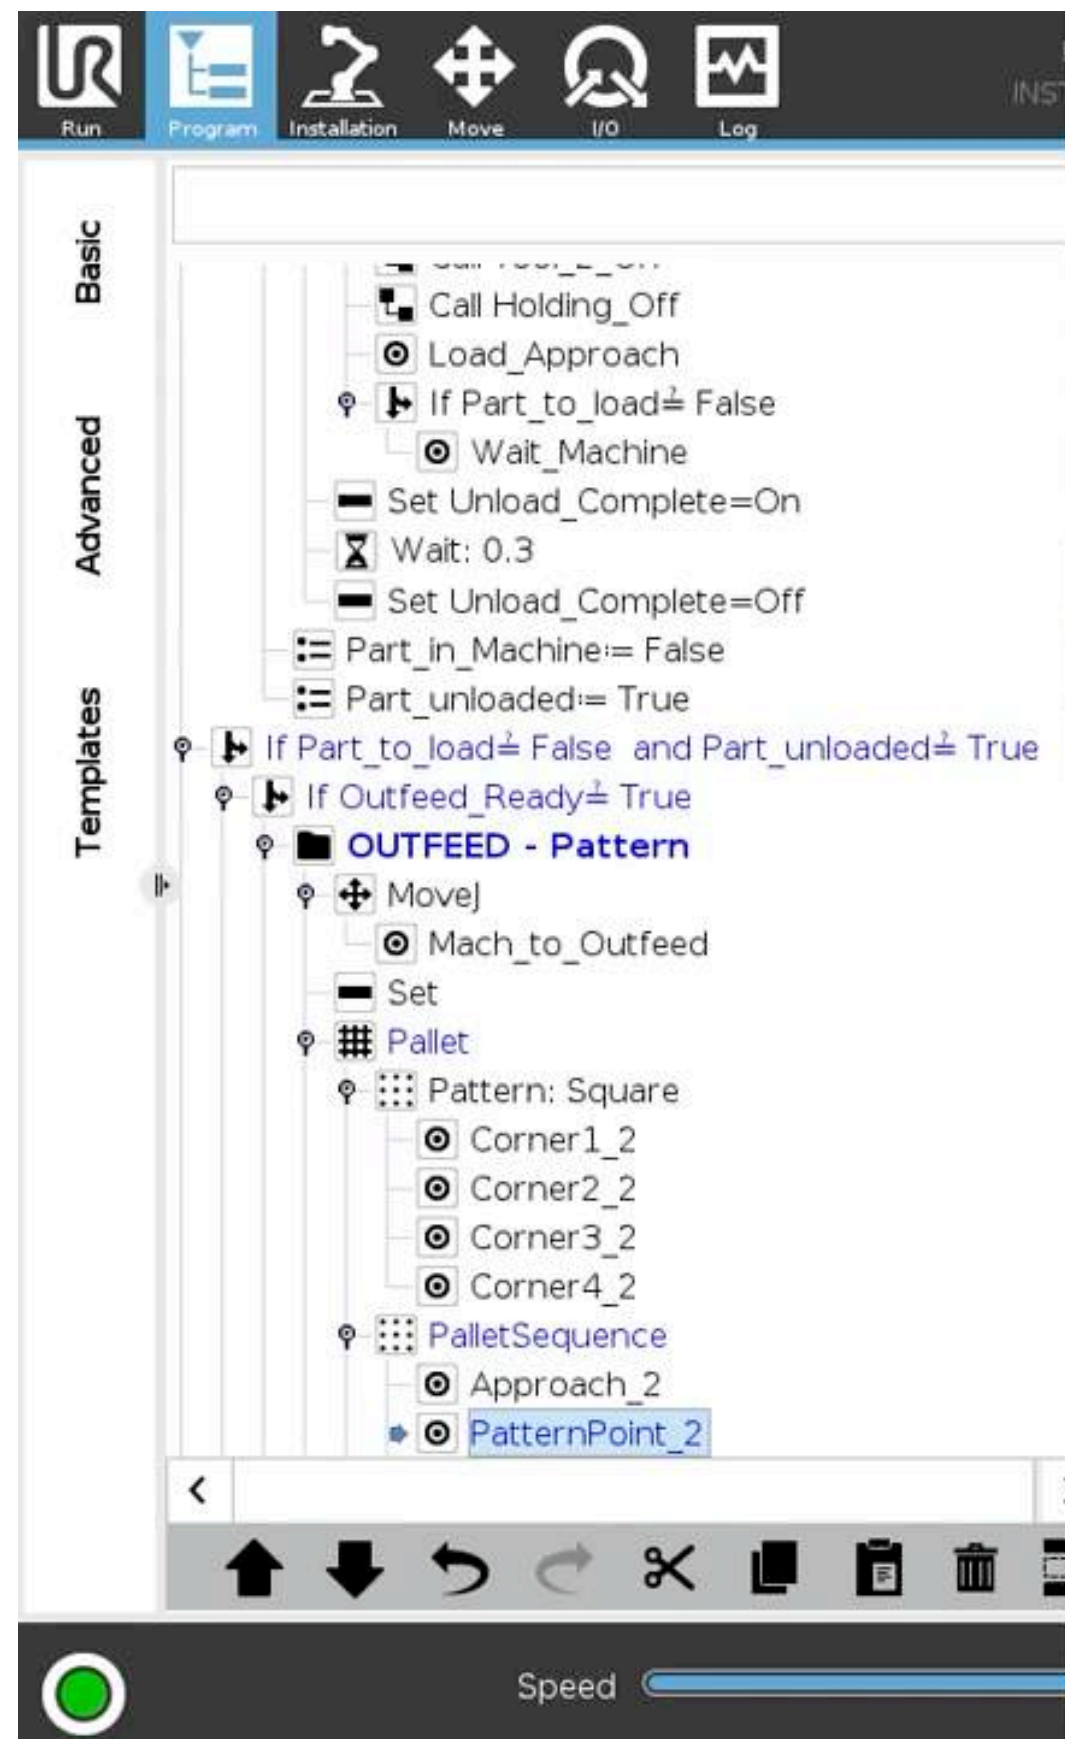 UR
Run
Program
Installation
Move
I/O
Log
INST
Basic
Advanced
Templates
Call Holding_Off
Load_Approach
If Part_to_load≟ False
Wait_Machine
Set Unload_Complete=On
Wait: 0.3
Set Unload_Complete=Off
Part_in_Machine≔ False
Part_unloaded≔ True
If Part_to_load≟ False and Part_unloaded≟ True
If Outfeed_Ready≟ True
OUTFEED - Pattern
MoveJ
Mach_to_Outfeed
Set
Pallet
Pattern: Square
Corner1_2
Corner2_2
Corner3_2
Corner4_2
PalletSequence
Approach_2
PatternPoint_2
Speed